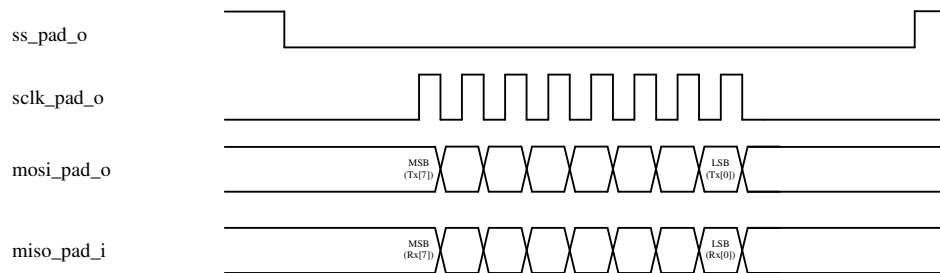 ss_pad_o
sclk_pad_o
mosi_pad_o
MSB
(Tx[7])
LSB
(Tx[0])
miso_pad_i
MSB
(Rx[7])
LSB
(Rx[0])